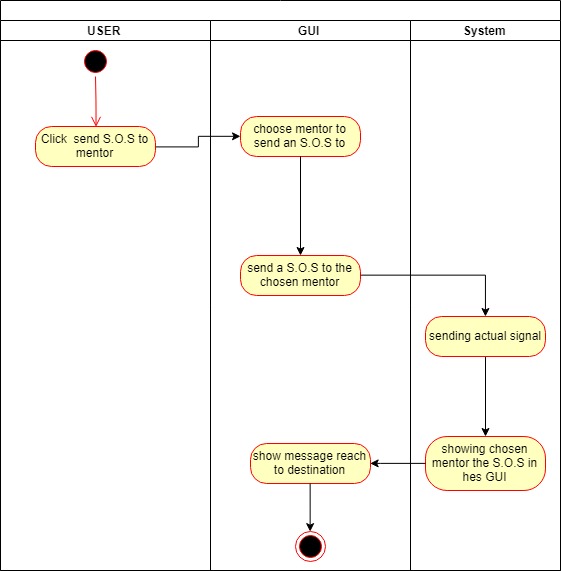 USER
GUI
System
Click send S.O.S to
mentor
choose mentor to
send an S.O.S to
send a S.O.S to the
chosen mentor
sending actual signal
showing chosen
mentor the S.O.S in
hes GUI
show message reach
to destination